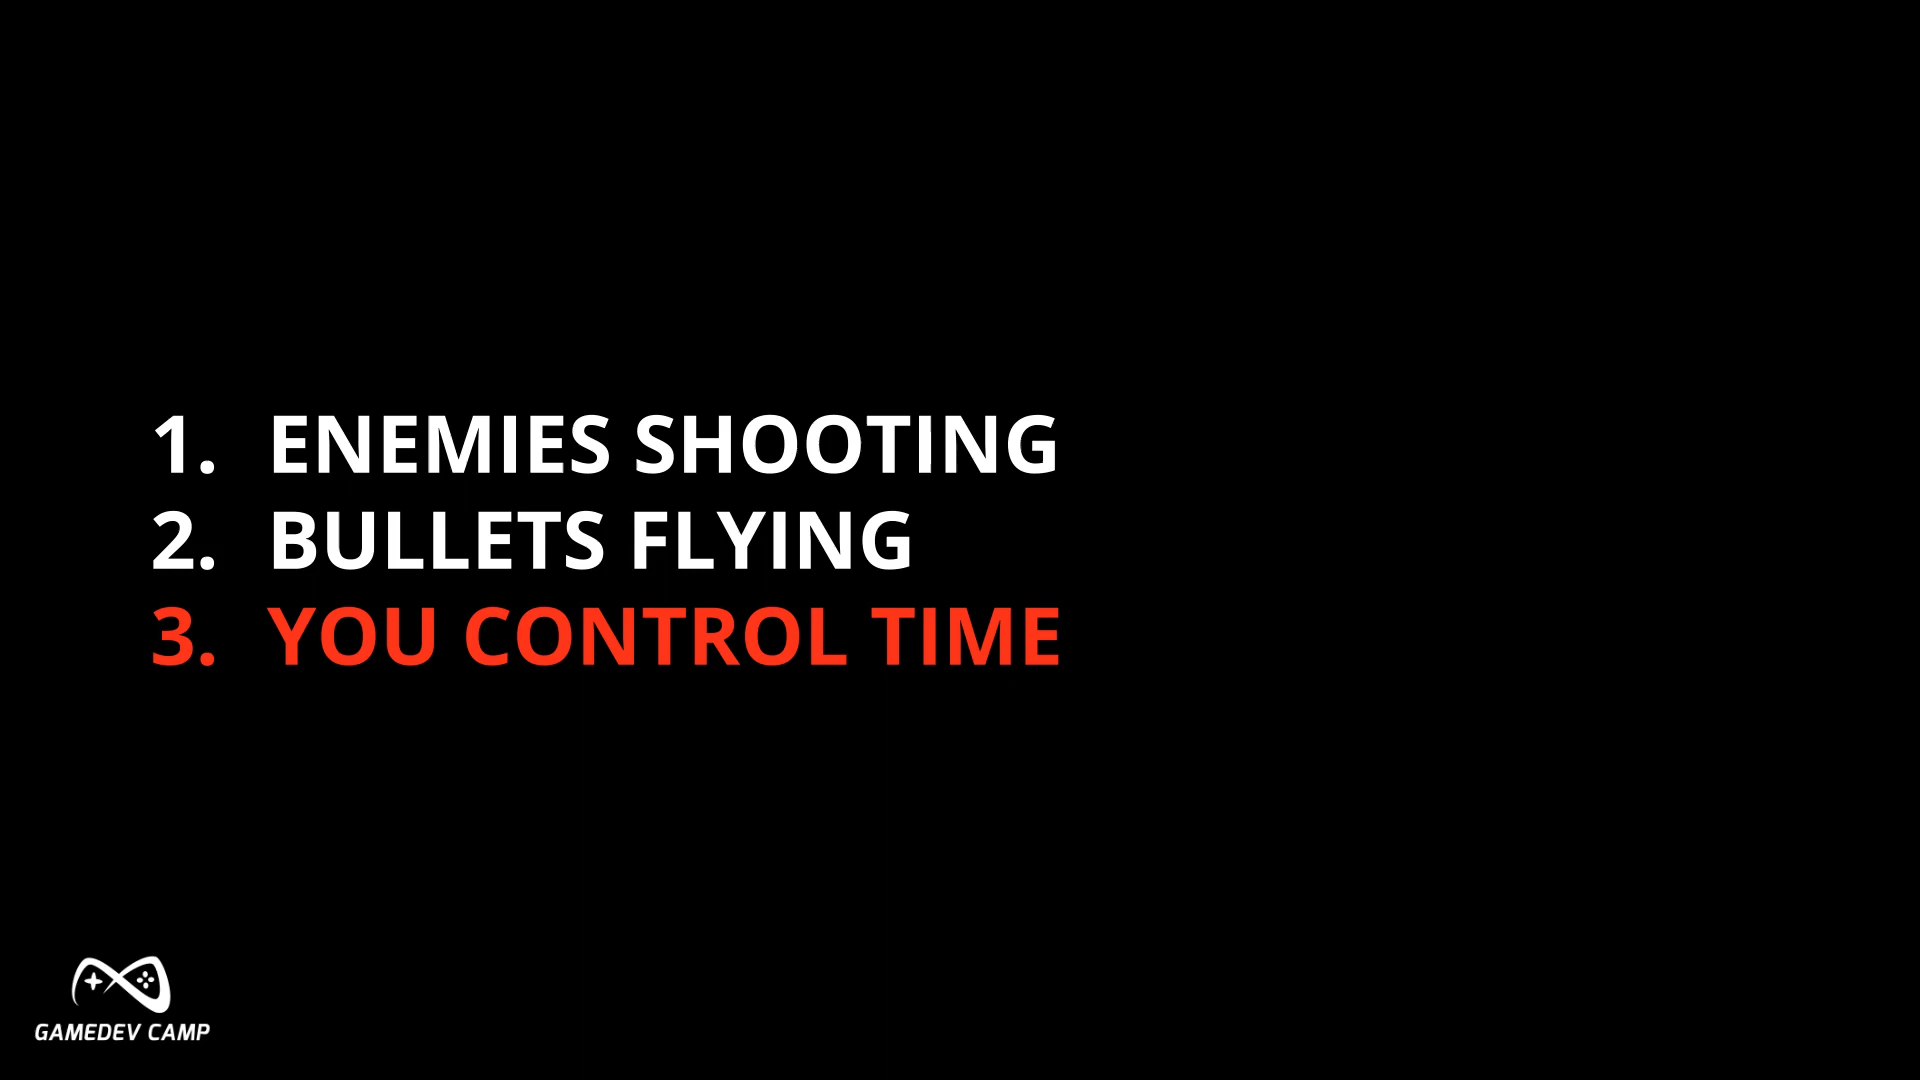 1. ENEMIES SHOOTING
2. BULLETS FLYING
3. YOU CONTROL TIME
GAMEDEV CAMP